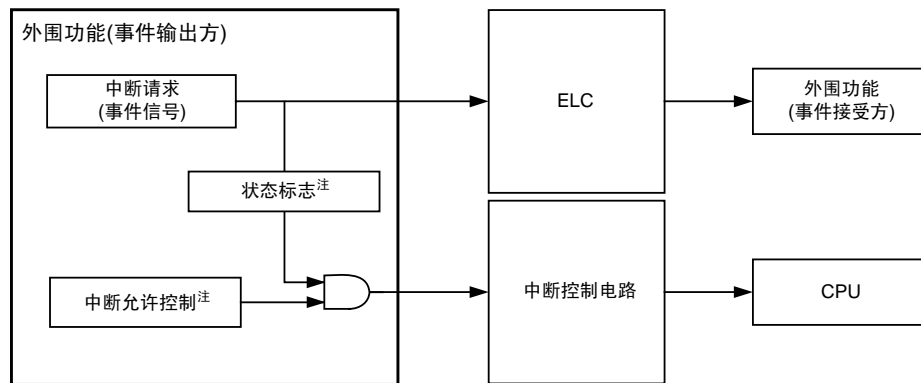 外围功能(事件输出方)
中断请求
(事件信号)
ELC
外围功能
(事件接受方)
状态标志注
中断允许控制注
中断控制电路
CPU